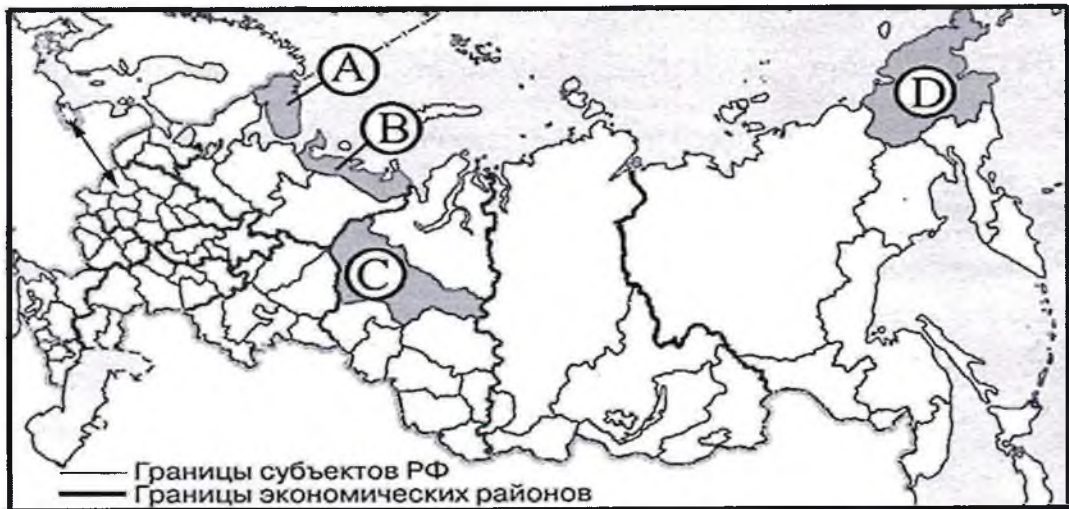 A
B
C
D
Границы субъектов РФ
Границы экономических районов